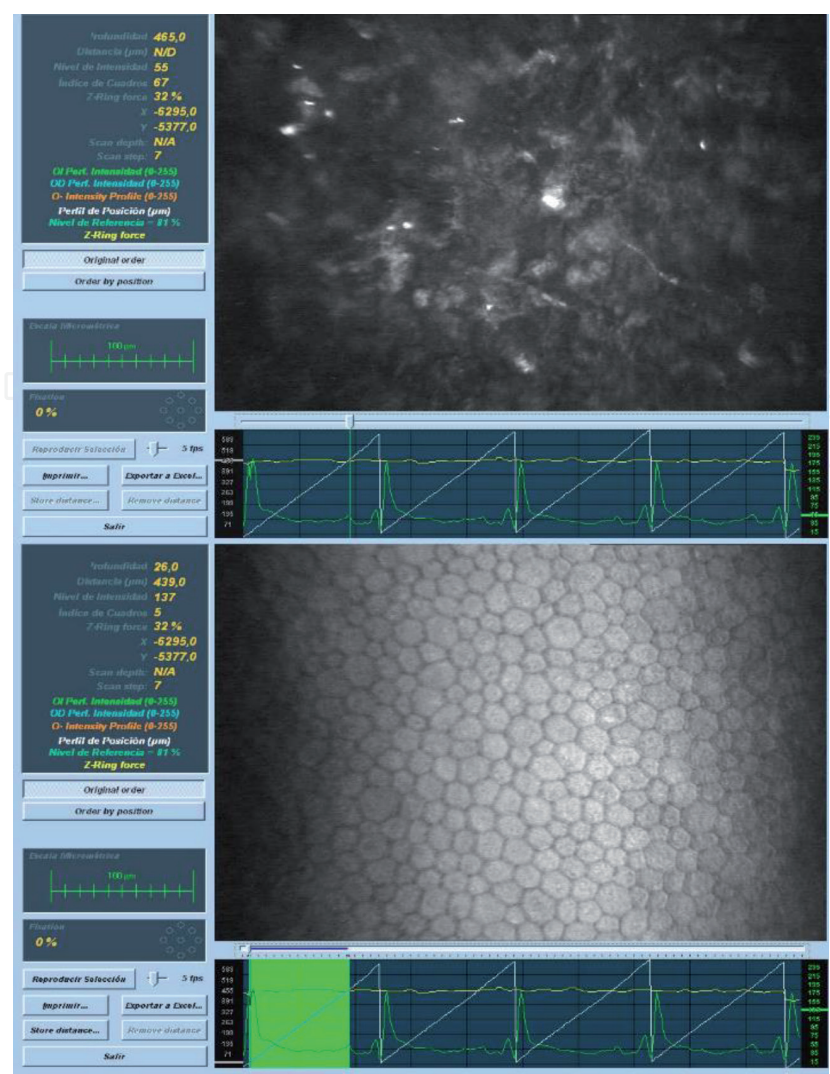 Profundidad 465,0
Distancia (µm) N/D
Nivel de Intensidad 55
Índice de Cuadros 67
Z-Ring force 32 %
X -6295,0
Y -5377,0
Scan depth: N/A
Scan step: 7
OI Perf. Intensidad (0-255)
OD Perf. Intensidad (0-255)
O- Intensity Profile (0-255)
Perfil de Posición (µm)
Nivel de Referencia = 81 %
Z-Ring force
Original order
Order by position
Escala Micrométrica
100 µm
Fixation
0 %
Reproducir Selección
5 fps
Imprimir...
Exportar a Excel...
Store distance...
Remove distance
Salir
Profundidad 26,0
Distancia (µm) 439,0
Nivel de Intensidad 137
Índice de Cuadros 5
Z-Ring force 32 %
X -6295,0
Y -5377,0
Scan depth: N/A
Scan step: 7
OI Perf. Intensidad (0-255)
OD Perf. Intensidad (0-255)
O- Intensity Profile (0-255)
Perfil de Posición (µm)
Nivel de Referencia = 81 %
Z-Ring force
Original order
Order by position
Escala Micrométrica
100 µm
Fixation
0 %
Reproducir Selección
5 fps
Imprimir...
Exportar a Excel...
Store distance...
Remove distance
Salir